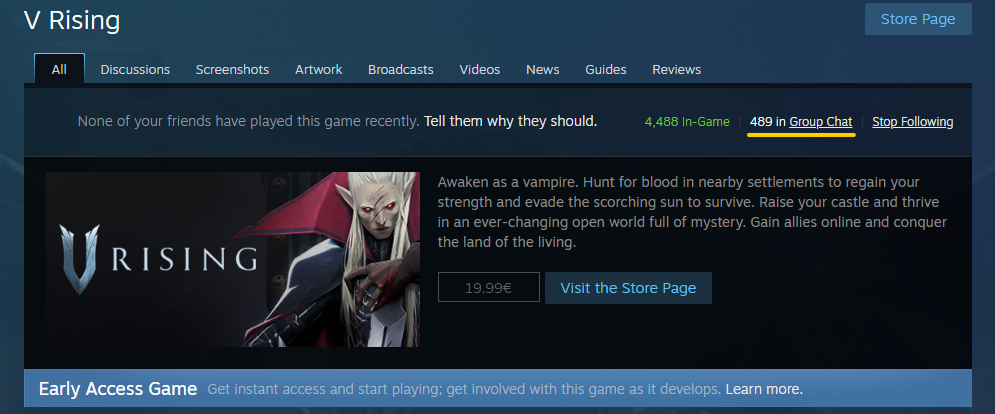 V Rising
Store Page
All Discussions Screenshots Artwork Broadcasts Videos News Guides Reviews
None of your friends have played this game recently. Tell them why they should. 4,488 In-Game 489 in Group Chat Stop Following
V RISING
Awaken as a vampire. Hunt for blood in nearby settlements to regain your
strength and evade the scorching sun to survive. Raise your castle and thrive
in an ever-changing open world full of mystery. Gain allies online and conquer
the land of the living.
19,99€ Visit the Store Page
Early Access Game Get instant access and start playing; get involved with this game as it develops. Learn more.